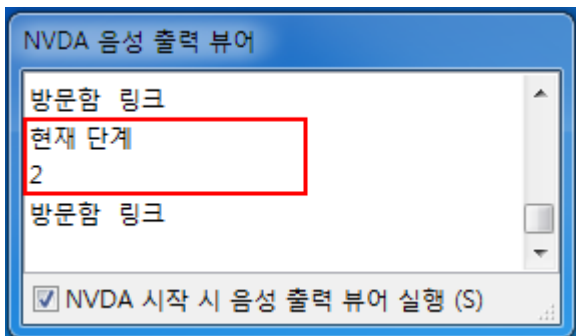 NVDA 음성 출력 뷰어
방문함 링크
현재 단계
2
방문함 링크
NVDA 시작 시 음성 출력 뷰어 실행 (S)